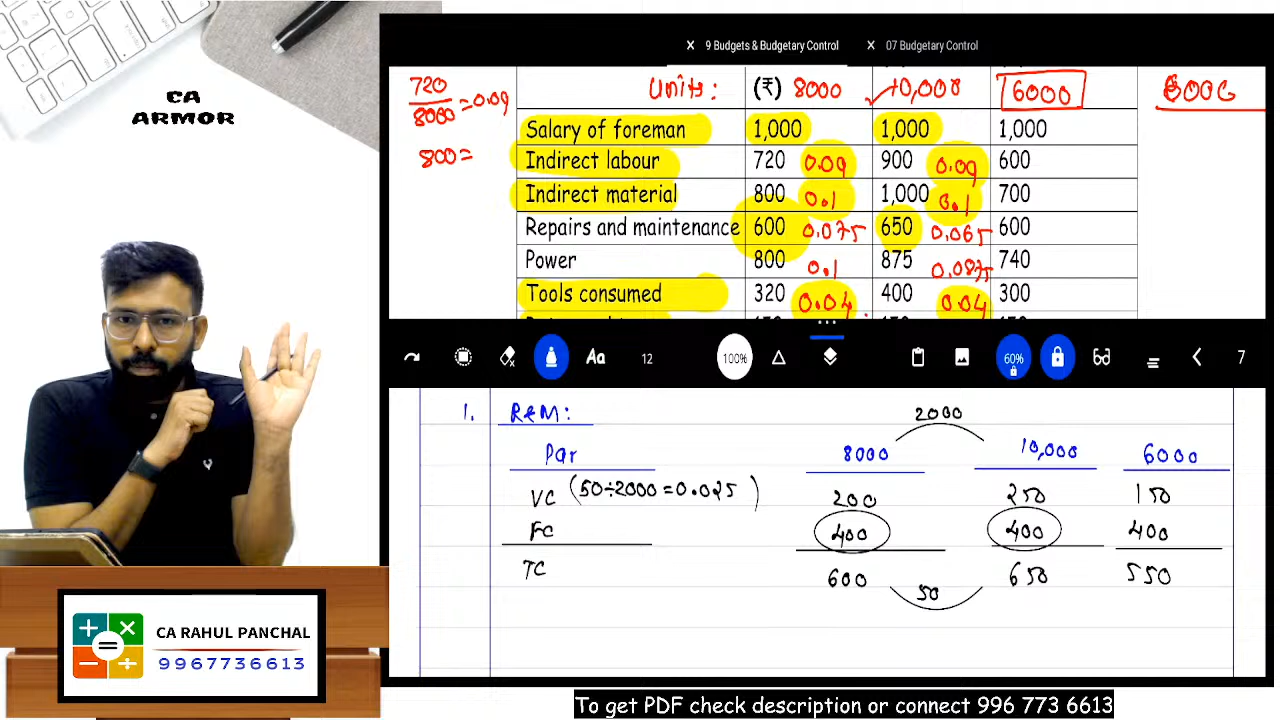 CA
ARMOR
9 Budgets & Budgetary Control
07 Budgetary Control
720
8000 =0.09
800=
Units: (₹) 8000 10,000 6000 6000
Salary of foreman 1,000 1,000 1,000
Indirect labour 720 0.09 900 0.09 600
Indirect material 800 0.1 1,000 0.1 700
Repairs and maintenance 600 0.075 650 0.065 600
Power 800 0.1 875 0.0875 740
Tools consumed 320 0.04 400 0.04 300
Aa 12 100% 60% 7
1. R&M: 2000
Par 8000 10,000 6000
VC (50÷2000=0.025) 200 250 150
FC 400 400 400
TC 600 50 650 550
CA RAHUL PANCHAL
9967736613
To get PDF check description or connect 996 773 6613